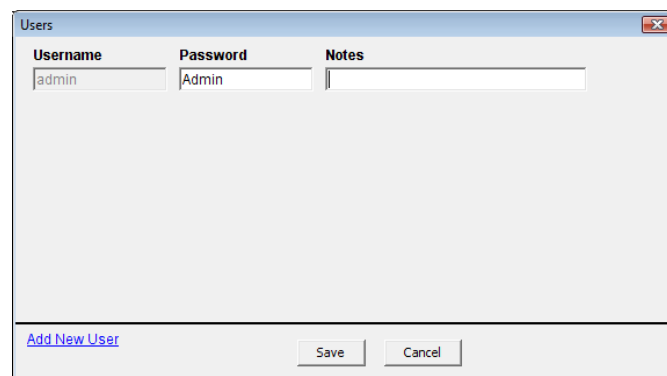 Users
Username Password Notes
admin Admin
Add New User
Save Cancel